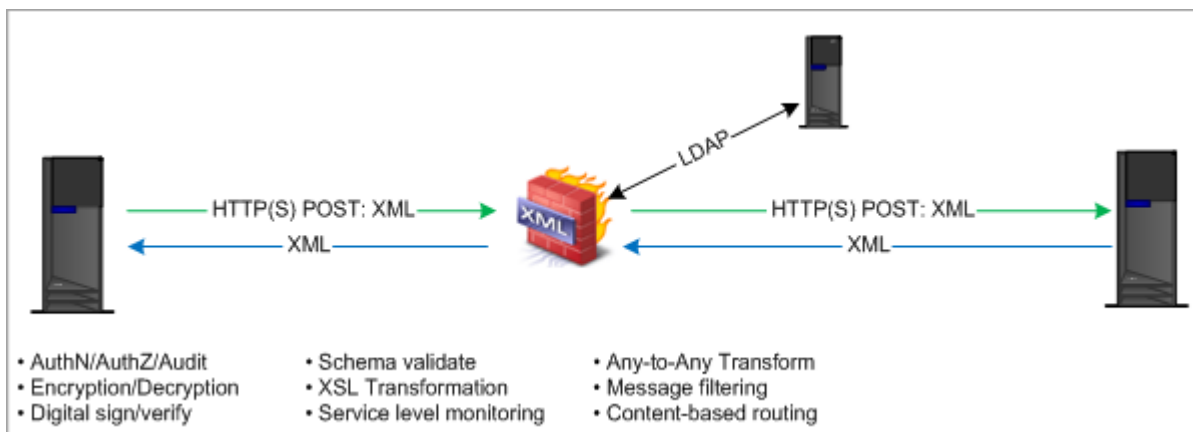 LDAP
HTTP(S) POST: XML
XML
HTTP(S) POST: XML
XML
XML
• AuthN/AuthZ/Audit
• Encryption/Decryption
• Digital sign/verify
• Schema validate
• XSL Transformation
• Service level monitoring
• Any-to-Any Transform
• Message filtering
• Content-based routing